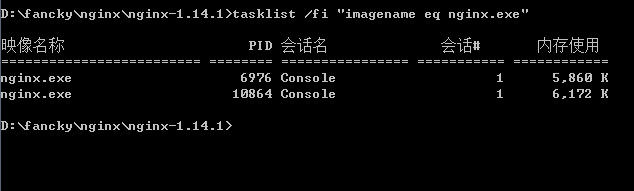 D:\fancky\nginx\nginx-1.14.1>tasklist /fi "imagename eq nginx.exe"
映像名称                       PID 会话名              会话#       内存使用
========================= ======== ================ =========== ============
nginx.exe                     6976 Console                    1      5,860 K
nginx.exe                    10864 Console                    1      6,172 K
D:\fancky\nginx\nginx-1.14.1>